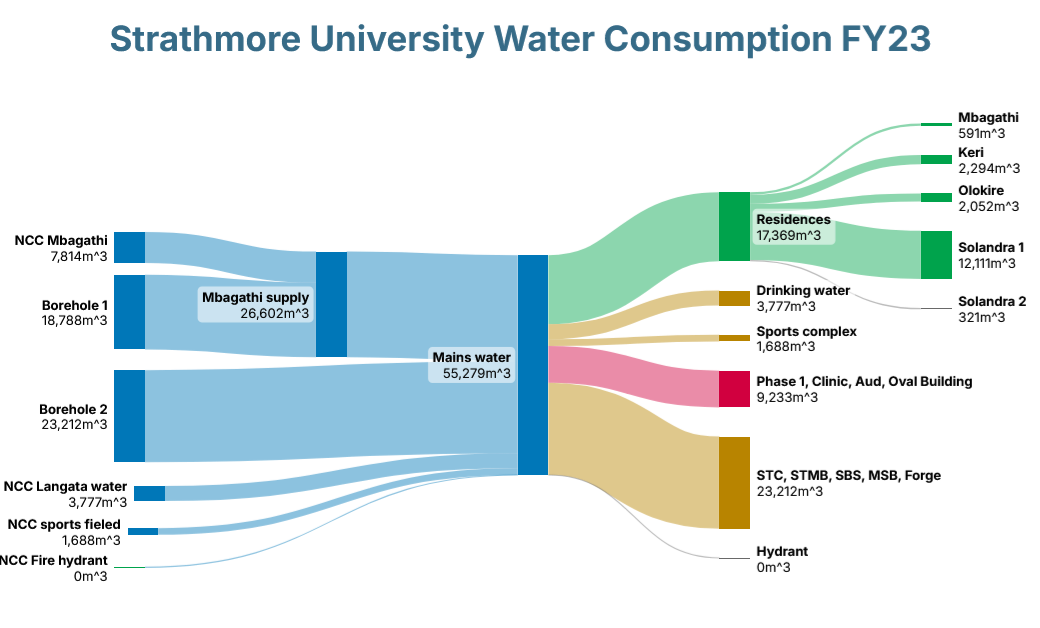 Strathmore University Water Consumption FY23
NCC Mbagathi
7,814m^3
Borehole 1
18,788m^3
Mbagathi supply
26,602m^3
Borehole 2
23,212m^3
NCC Langata water
3,777m^3
NCC sports fieled
1,688m^3
NCC Fire hydrant
0m^3
Mains water
55,279m^3
Residences
17,369m^3
Drinking water
3,777m^3
Sports complex
1,688m^3
Phase 1, Clinic, Aud, Oval Building
9,233m^3
STC, STMB, SBS, MSB, Forge
23,212m^3
Hydrant
0m^3
Mbagathi
591m^3
Keri
2,294m^3
Olokire
2,052m^3
Solandra 1
12,111m^3
Solandra 2
321m^3